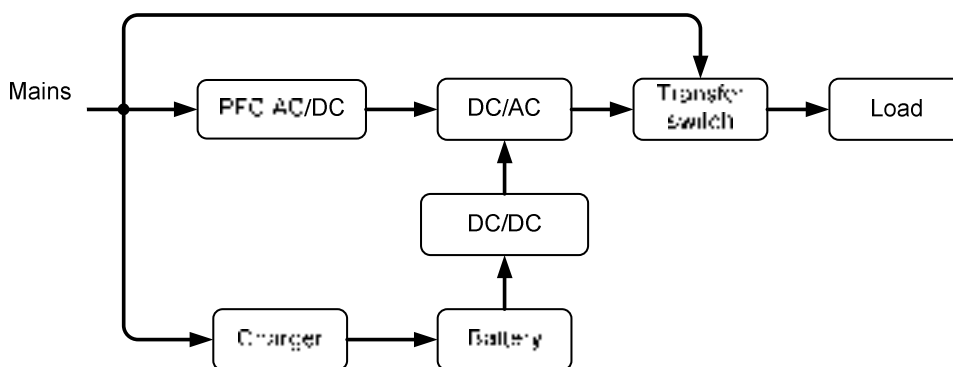 Mains
PFC AC/DC
DC/AC
Transfer
switch
Load
DC/DC
Charger
Battery